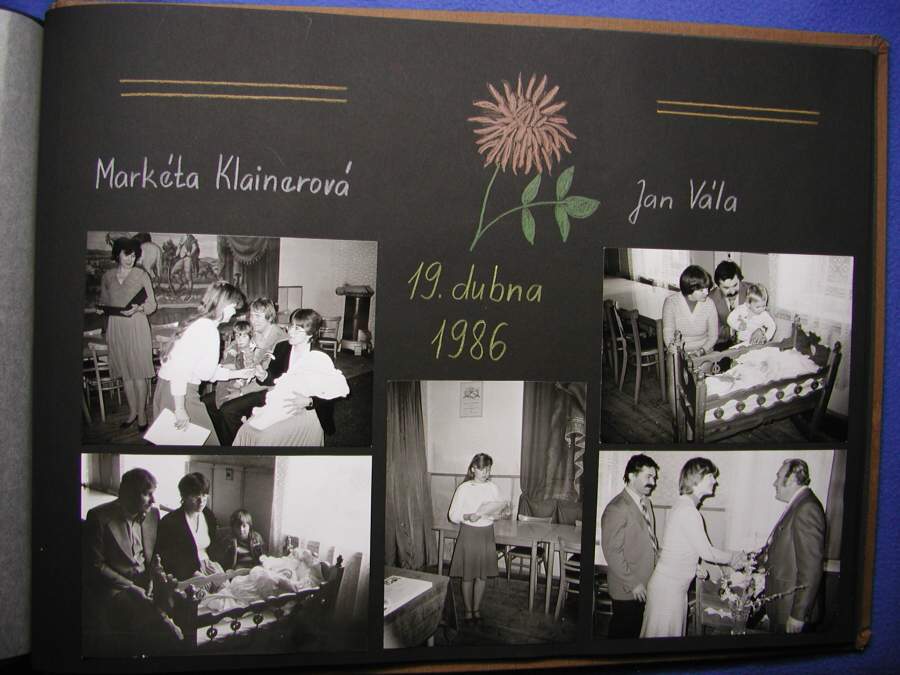 Markéta Klainerová
Jan Vála
19. dubna
1986